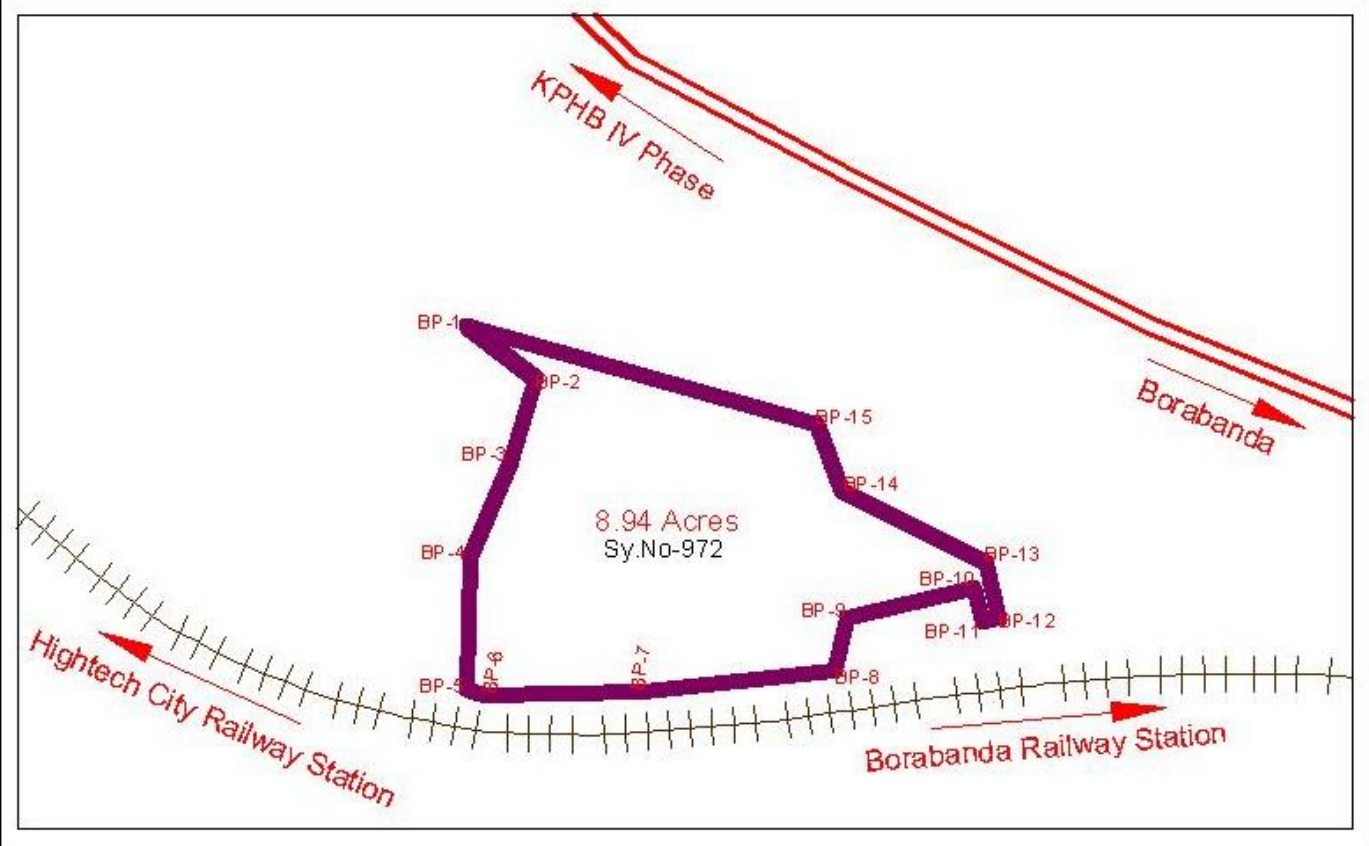 KPHB IV Phase
BP-1
BP-2
Borabanda
BP-15
BP-3
BP-14
8.94 Acres
Sy.No-972
BP-4
BP-13
BP-10
BP-9
BP-11
BP-12
BP-5
BP-6
BP-7
BP-8
Hightech City Railway Station
Borabanda Railway Station